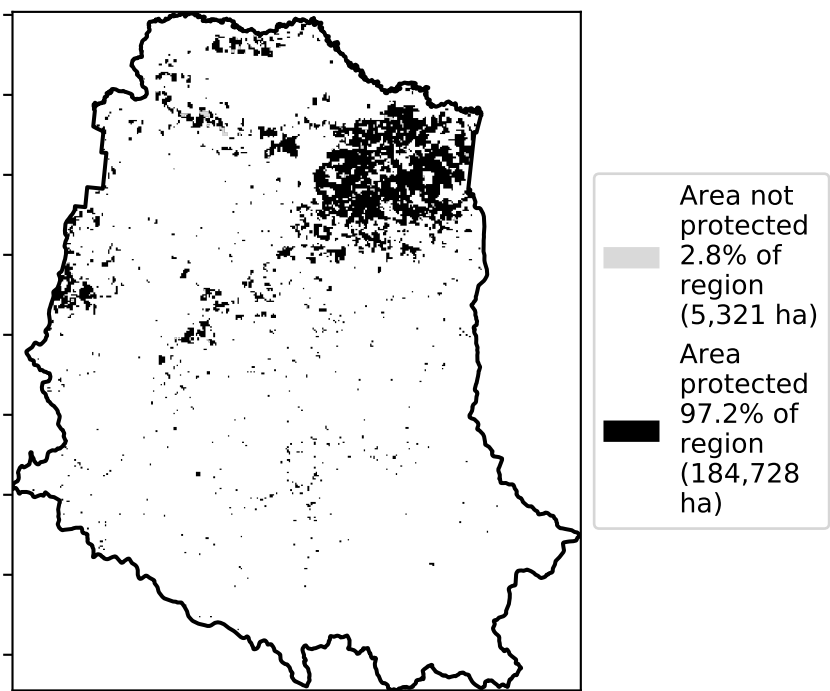 Area not
protected
2.8% of
region
(5,321 ha)
Area
protected
97.2% of
region
(184,728
ha)